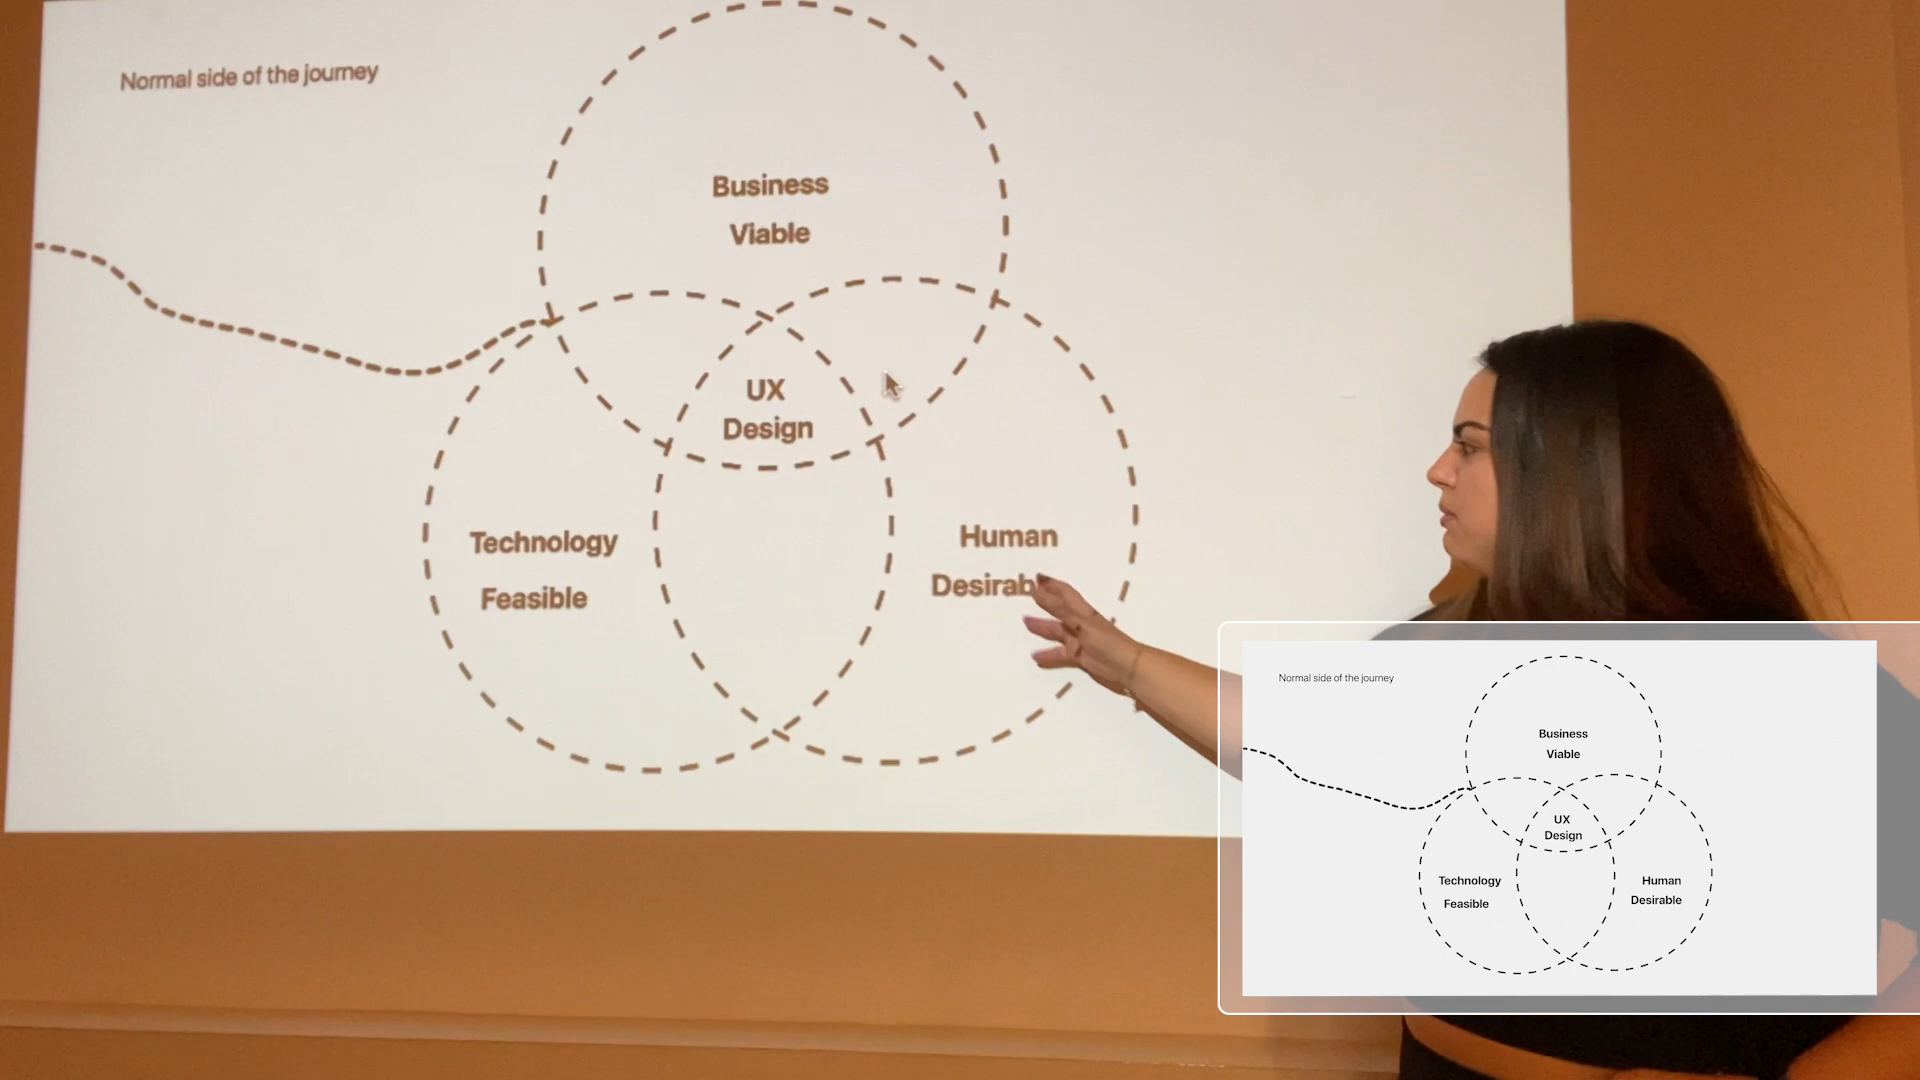 Normal side of the journey
Business
Viable
UX
Design
Technology
Feasible
Human
Desirab
Normal side of the journey
Business
Viable
UX
Design
Technology
Feasible
Human
Desirable